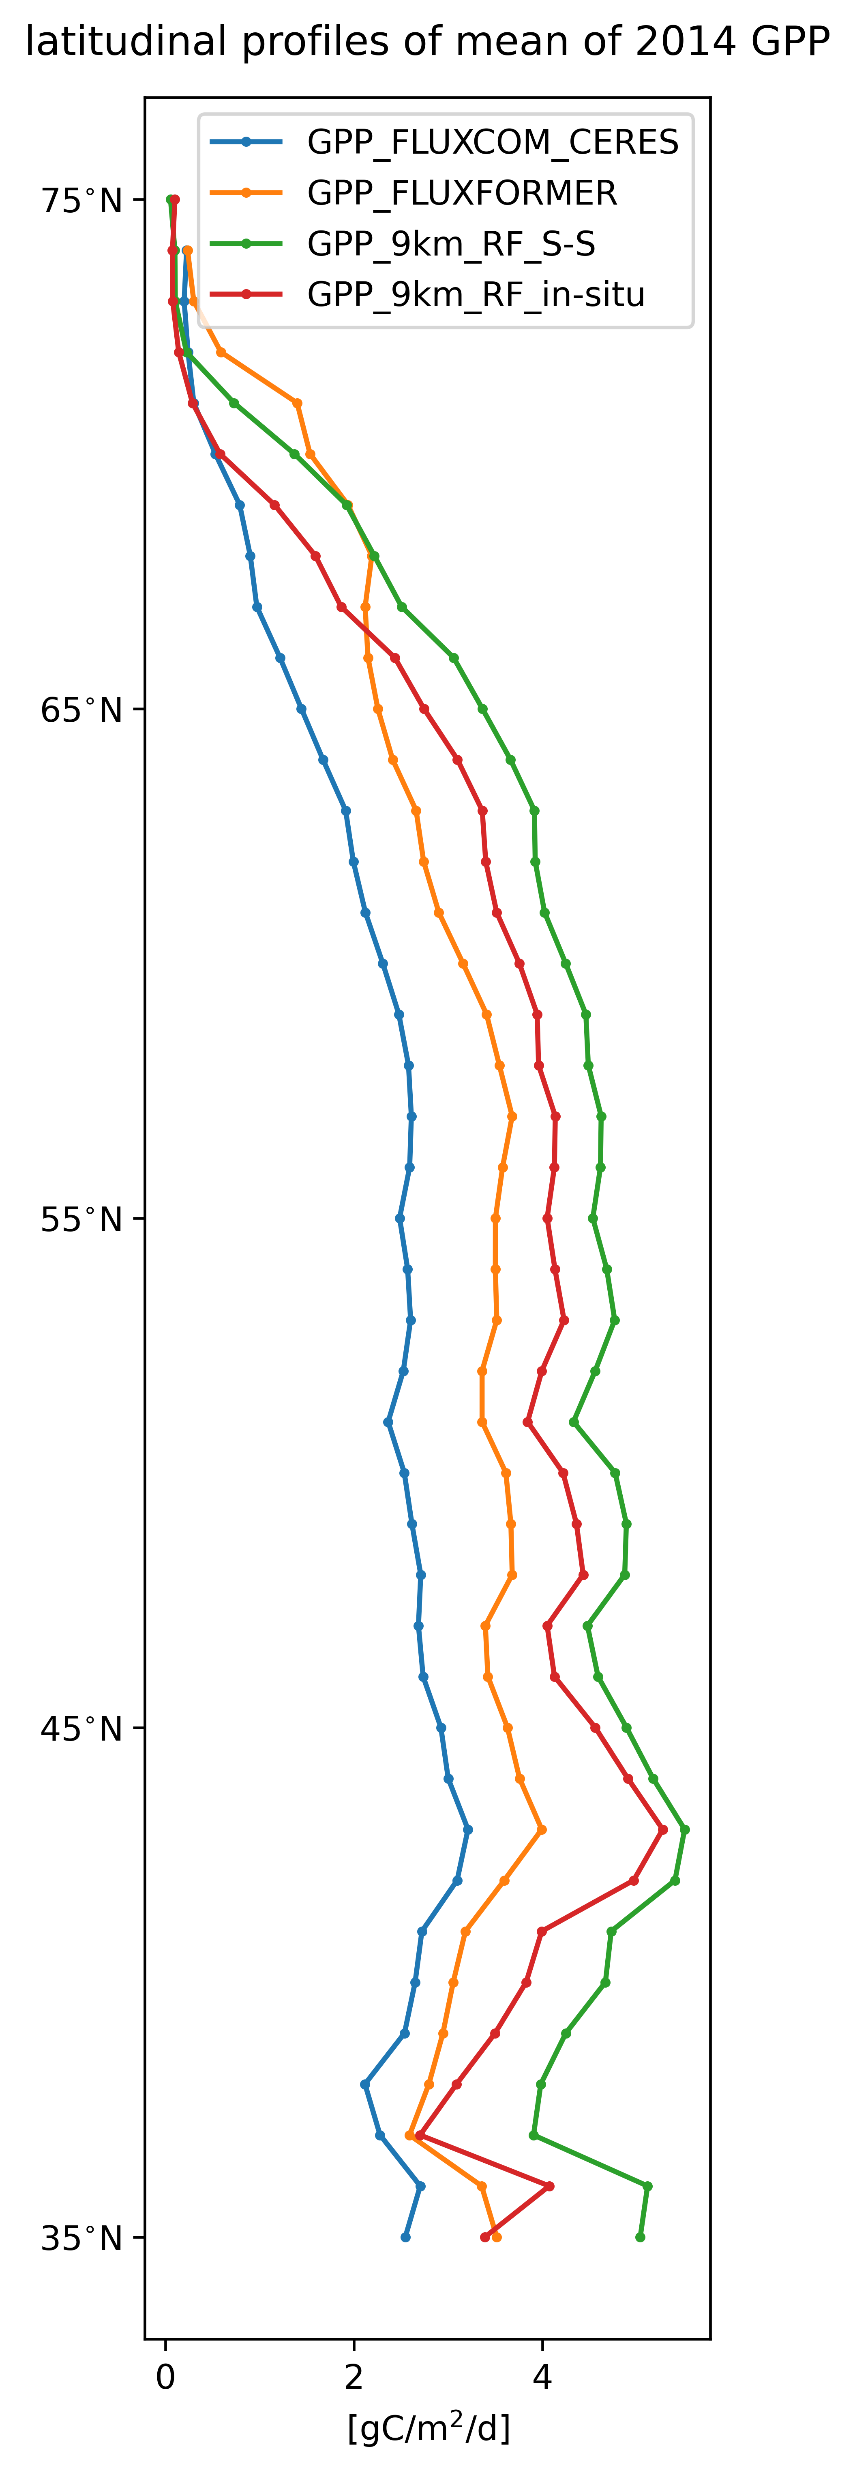 latitudinal profiles of mean of 2014 GPP
GPP_FLUXCOM_CERES
GPP_FLUXFORMER
GPP_9km_RF_S-S
GPP_9km_RF_in-situ
75°N
65°N
55°N
45°N
35°N
0 2 4
[gC/m²/d]